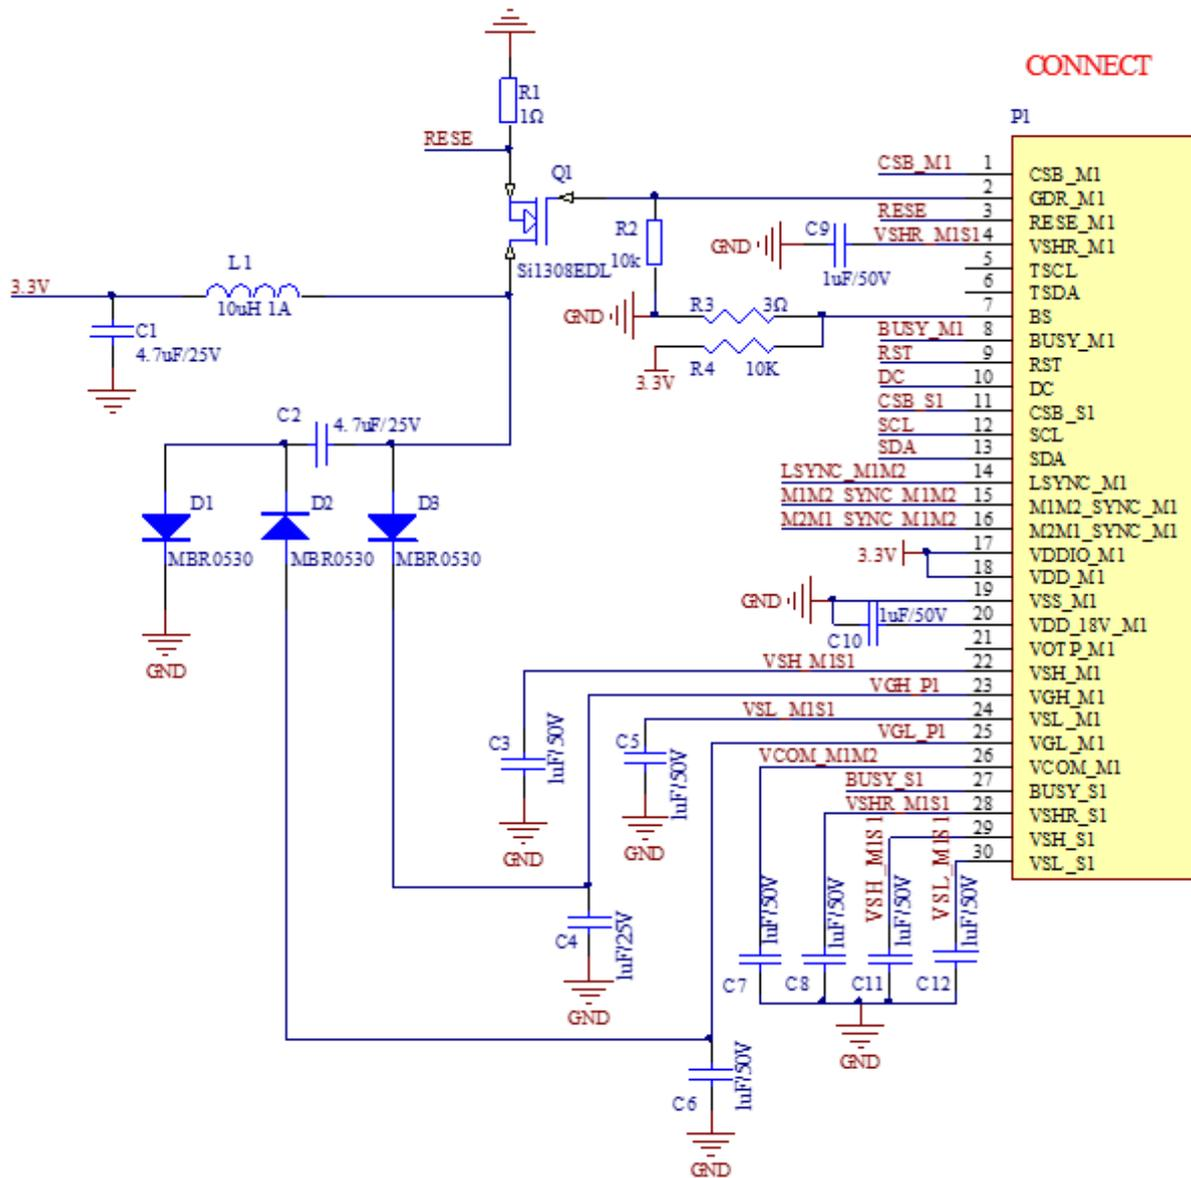 CONNECT
P1
R1
1Ω
RESE
Q1
Si1308EDL
CSB_M1 1 CSB_M1
2 GDR_M1
RESE 3 RESE_M1
GND C9 VSHR_M1S1 4 VSHR_M1
1uF/50V
5 TSCL
6 TSDA
7 BS
BUSY_M1 8 BUSY_M1
RST 9 RST
DC 10 DC
CSB_S1 11 CSB_S1
SCL 12 SCL
SDA 13 SDA
LSYNC_M1M2 14 LSYNC_M1
M1M2_SYNC_M1M2 15 M1M2_SYNC_M1
M2M1_SYNC_M1M2 16 M2M1_SYNC_M1
3.3V 17 VDDIO_M1
18 VDD_M1
GND 19 VSS_M1
1uF/50V 20 VDD_18V_M1
C10
21 VOTP_M1
VSH_M1S1 22 VSH_M1
VGH_P1 23 VGH_M1
VSL_M1S1 24 VSL_M1
VGL_P1 25 VGL_M1
VCOM_M1M2 26 VCOM_M1
BUSY_S1 27 BUSY_S1
VSHR_M1S1 28 VSHR_S1
VSH_M1S1 29 VSH_S1
VSL_M1S1 30 VSL_S1
R2
10k
GND R3 3Ω
3.3V R4 10K
3.3V
L1
10uH 1A
C1
4.7uF/25V
C2
4.7uF/25V
D1
MBR0530
D2
MBR0530
D3
MBR0530
GND
C3
1uF/50V
GND
C5
1uF/50V
GND
C4
1uF/25V
GND
C6
1uF/50V
GND
C7
1uF/50V
C8
1uF/50V
C11
1uF/50V
C12
1uF/50V
GND